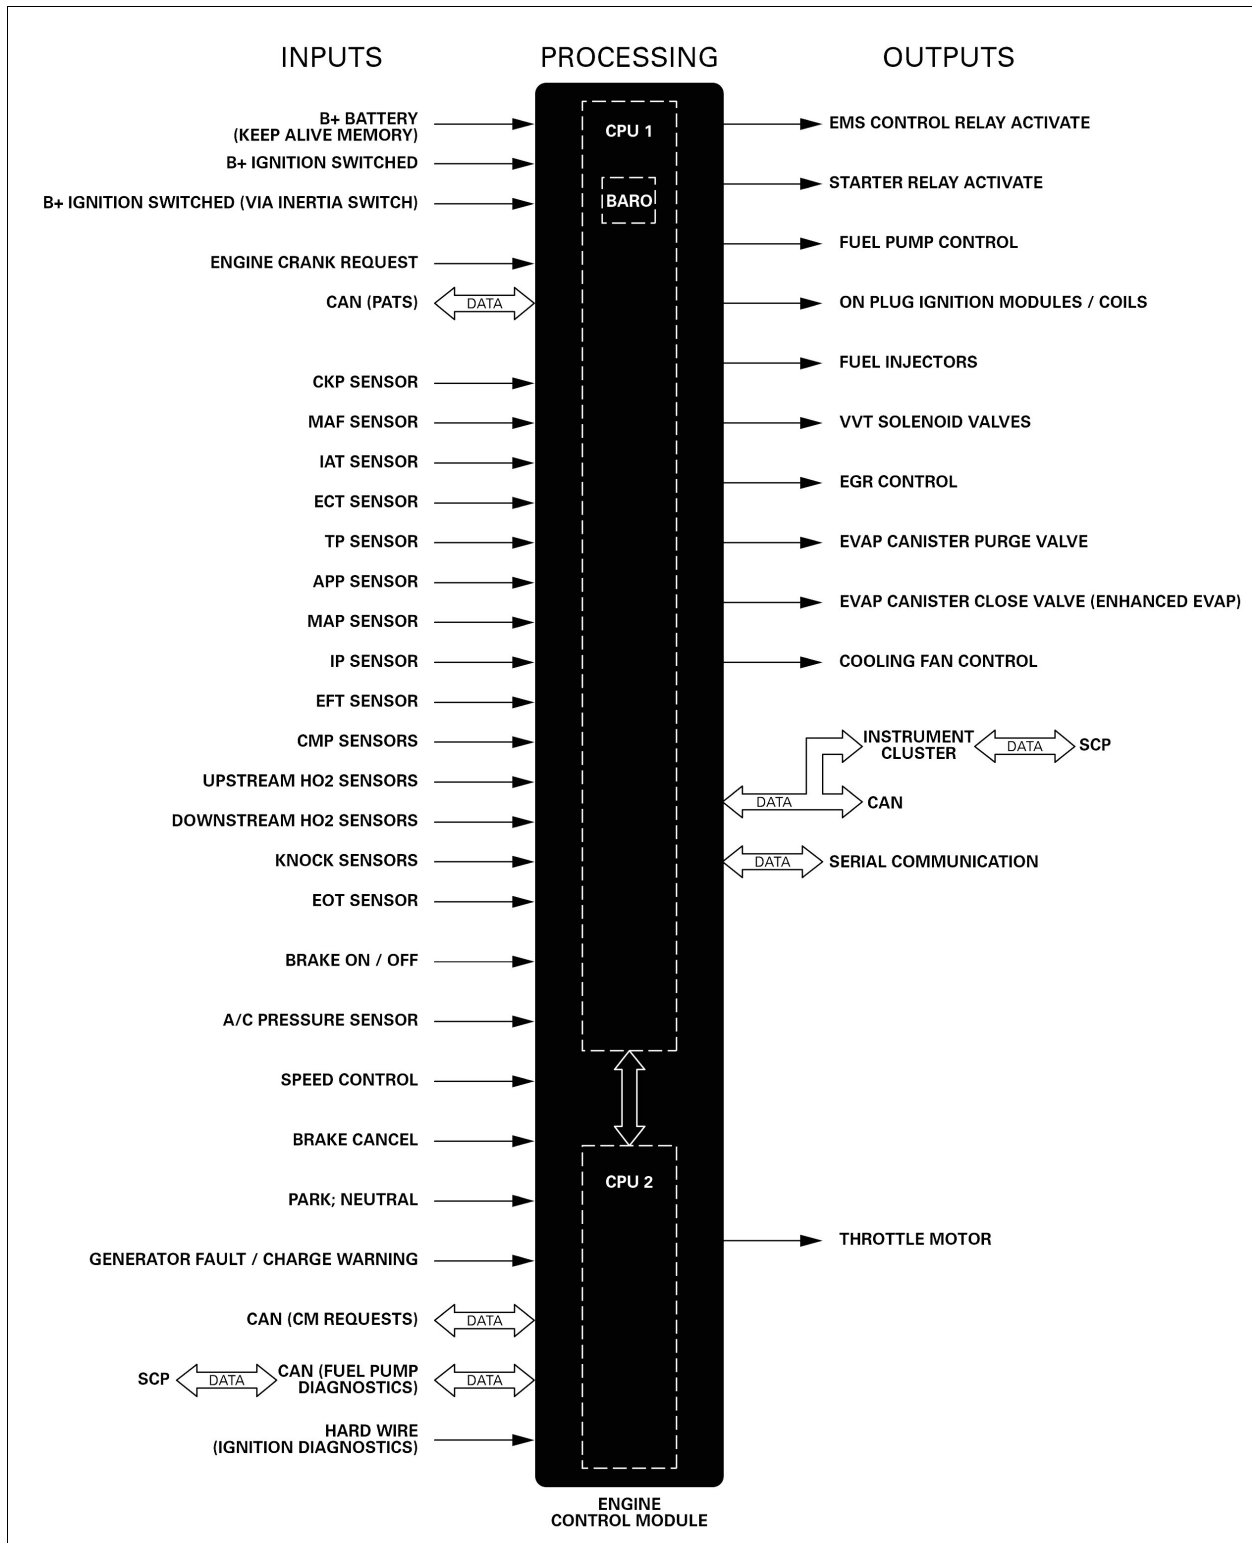 INPUTS
PROCESSING
OUTPUTS
B+ BATTERY
(KEEP ALIVE MEMORY)
B+ IGNITION SWITCHED
B+ IGNITION SWITCHED (VIA INERTIA SWITCH)
ENGINE CRANK REQUEST
CAN (PATS)
DATA
CKP SENSOR
MAF SENSOR
IAT SENSOR
ECT SENSOR
TP SENSOR
APP SENSOR
MAP SENSOR
IP SENSOR
EFT SENSOR
CMP SENSORS
UPSTREAM HO2 SENSORS
DOWNSTREAM HO2 SENSORS
KNOCK SENSORS
EOT SENSOR
BRAKE ON / OFF
A/C PRESSURE SENSOR
SPEED CONTROL
BRAKE CANCEL
PARK; NEUTRAL
GENERATOR FAULT / CHARGE WARNING
CAN (CM REQUESTS)
DATA
SCP
DATA
CAN (FUEL PUMP
DIAGNOSTICS)
DATA
HARD WIRE
(IGNITION DIAGNOSTICS)
CPU 1
BARO
CPU 2
ENGINE
CONTROL MODULE
EMS CONTROL RELAY ACTIVATE
STARTER RELAY ACTIVATE
FUEL PUMP CONTROL
ON PLUG IGNITION MODULES / COILS
FUEL INJECTORS
VVT SOLENOID VALVES
EGR CONTROL
EVAP CANISTER PURGE VALVE
EVAP CANISTER CLOSE VALVE (ENHANCED EVAP)
COOLING FAN CONTROL
INSTRUMENT
CLUSTER
DATA
SCP
DATA
CAN
DATA
SERIAL COMMUNICATION
THROTTLE MOTOR